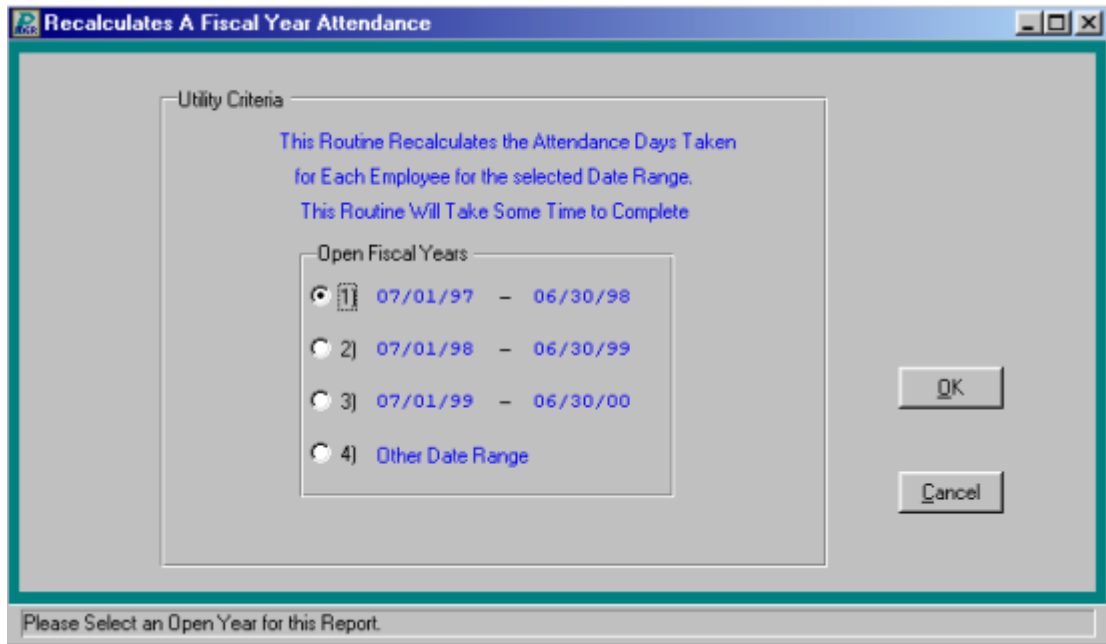 Recalculates A Fiscal Year Attendance
Utility Criteria
This Routine Recalculates the Attendance Days Taken
for Each Employee for the selected Date Range.
This Routine Will Take Some Time to Complete
Open Fiscal Years
1) 07/01/97 - 06/30/98
2) 07/01/98 - 06/30/99
3) 07/01/99 - 06/30/00
4) Other Date Range
OK
Cancel
Please Select an Open Year for this Report.